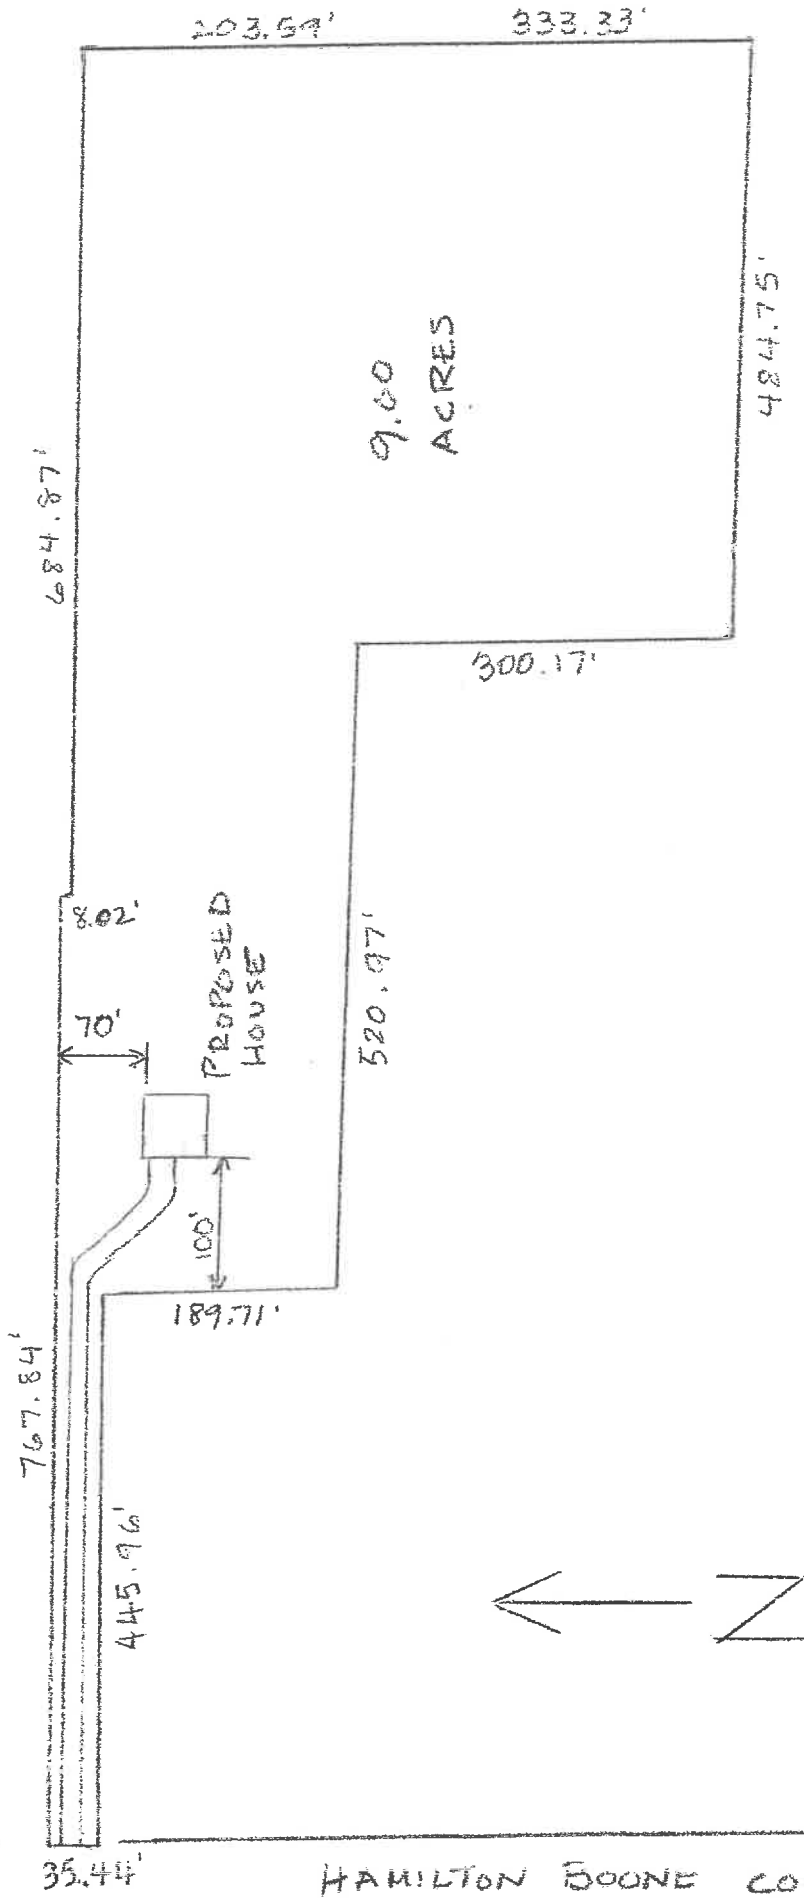 203.59' 333.33'
484.75'
9.00
ACRES
684.87'
300.17'
8.02'
PROPOSED
HOUSE
70'
520.97'
100'
189.71'
767.84'
445.96'
N
35.44'
HAMILTON BOONE CO